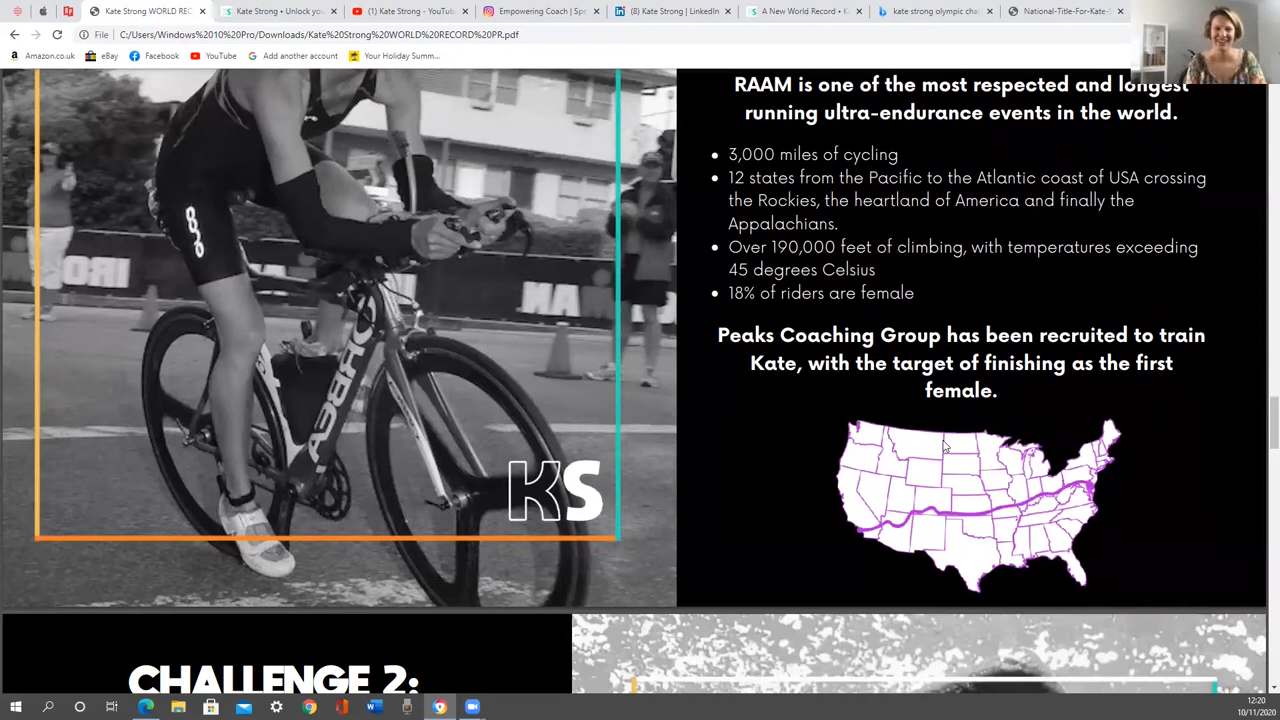 Kate Strong WORLD REC
Kate Strong • Unlock you
(1) Kate Strong - YouTube
Empowering Coach | Spe
(8) Kate Strong | LinkedIn
A New World Record • K
kate strong olympic cha
National-Title-For-Kate-S
File
C:/Users/Windows%2010%20Pro/Downloads/Kate%20Strong%20WORLD%20RECORD%20PR.pdf
Amazon.co.uk
eBay
Facebook
YouTube
Add another account
Your Holiday Summ...
RAAM is one of the most respected and longest
running ultra-endurance events in the world.
• 3,000 miles of cycling
• 12 states from the Pacific to the Atlantic coast of USA crossing
the Rockies, the heartland of America and finally the
Appalachians.
• Over 190,000 feet of climbing, with temperatures exceeding
45 degrees Celsius
• 18% of riders are female
Peaks Coaching Group has been recruited to train
Kate, with the target of finishing as the first
female.
ORBEA
KS
CHALLENGE 2:
12:20
10/11/2020